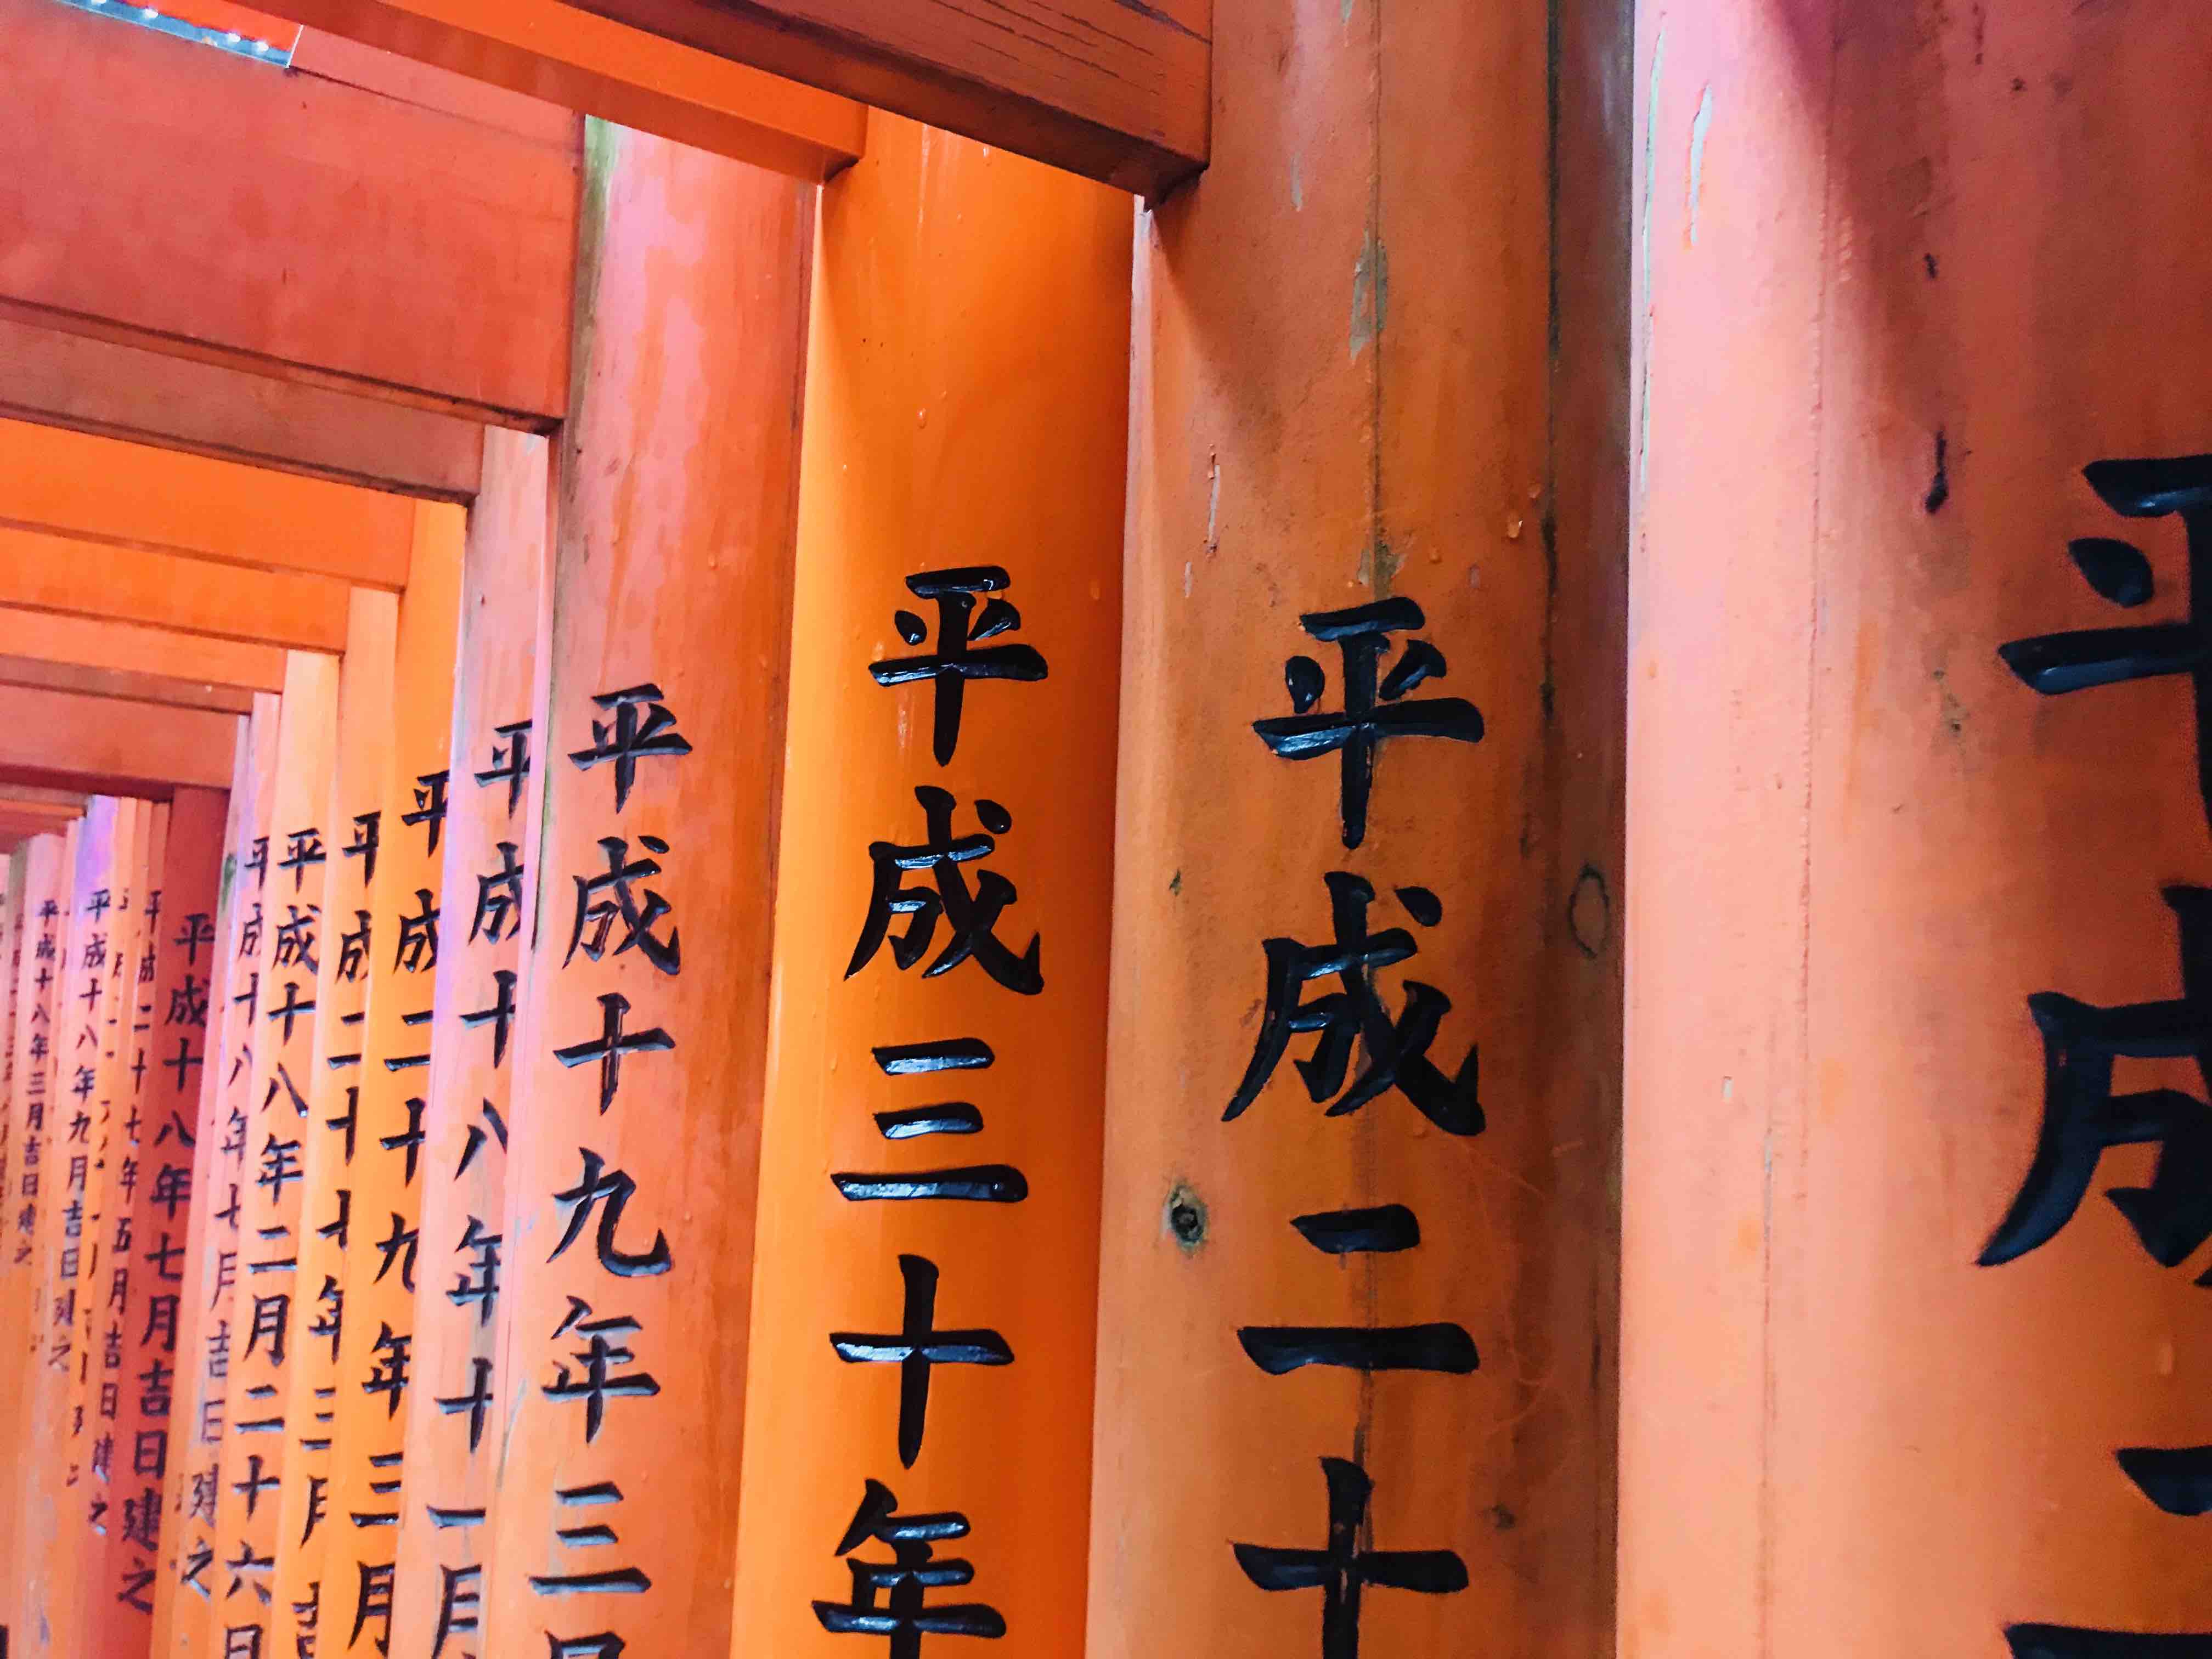 平成二
平成二十
平成三十年
平成十九年三月
平成十八年十一月
平成二十九年三月
平成二十七年三月吉
平成十八年二月二十六日
平成十八年七月吉日建之
平成十八年七月吉日建之
平成二十七年五月吉日建之
平成十八年九月吉日建之
平成十八年三月吉日建之